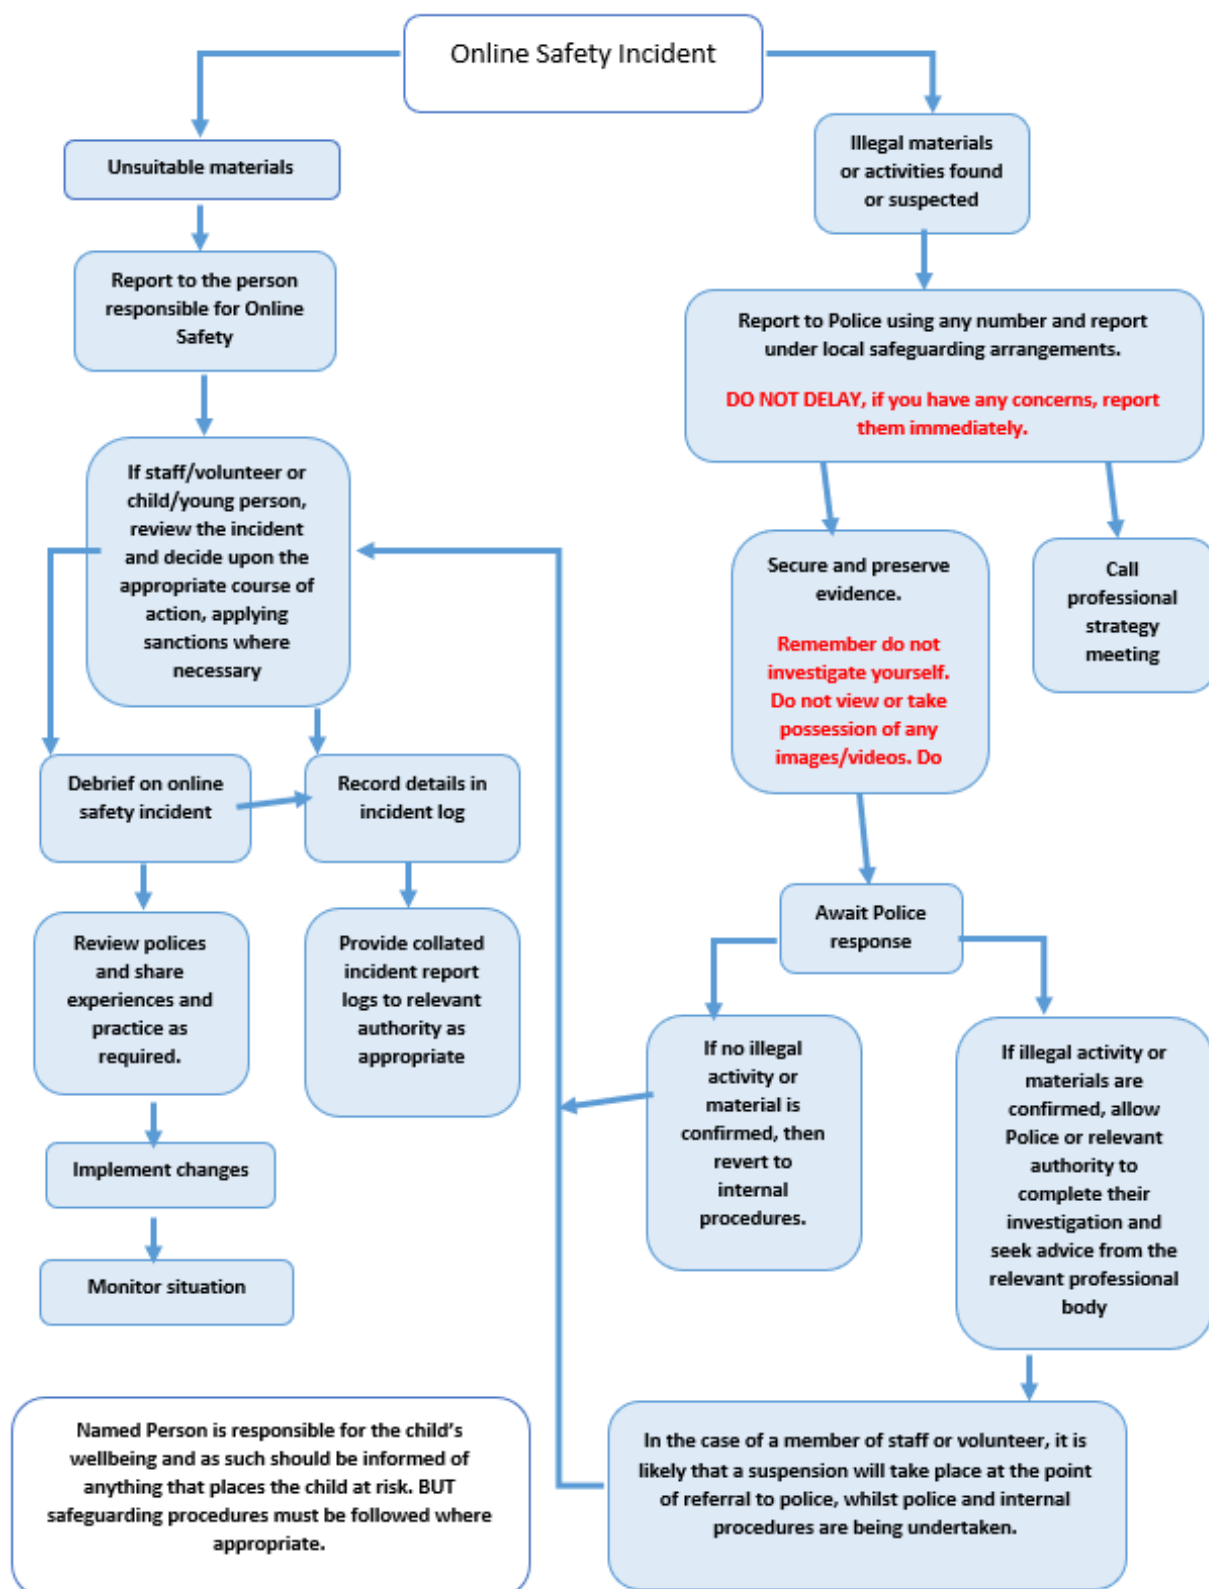 Online Safety Incident
Unsuitable materials
Report to the person
responsible for Online
Safety
If staff/volunteer or
child/young person,
review the incident
and decide upon the
appropriate course of
action, applying
sanctions where
necessary
Debrief on online
safety incident
Record details in
incident log
Review polices
and share
experiences and
practice as
required.
Provide collated
incident report
logs to relevant
authority as
appropriate
Implement changes
Monitor situation
Named Person is responsible for the child’s
wellbeing and as such should be informed of
anything that places the child at risk. BUT
safeguarding procedures must be followed where
appropriate.
Illegal materials
or activities found
or suspected
Report to Police using any number and report
under local safeguarding arrangements.
DO NOT DELAY, if you have any concerns, report
them immediately.
Secure and preserve
evidence.
Remember do not
investigate yourself.
Do not view or take
possession of any
images/videos. Do
Call
professional
strategy
meeting
Await Police
response
If no illegal
activity or
material is
confirmed, then
revert to
internal
procedures.
If illegal activity or
materials are
confirmed, allow
Police or relevant
authority to
complete their
investigation and
seek advice from the
relevant professional
body
In the case of a member of staff or volunteer, it is
likely that a suspension will take place at the point
of referral to police, whilst police and internal
procedures are being undertaken.